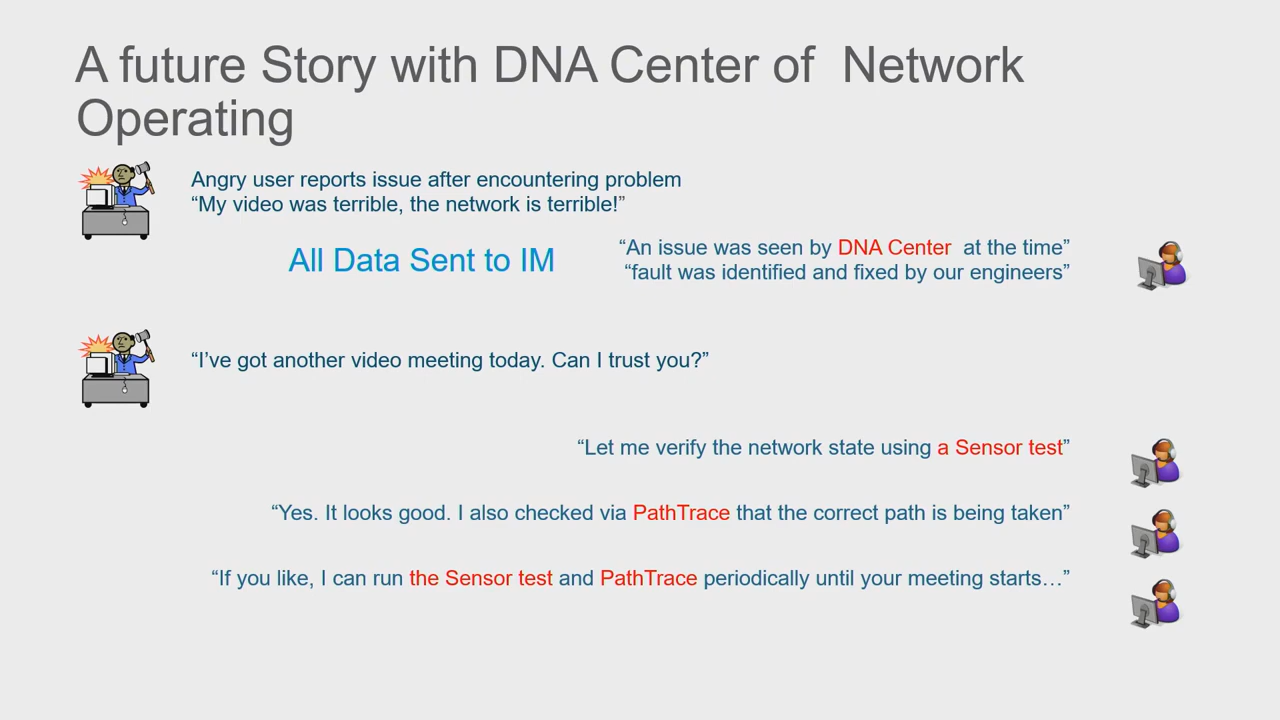 A future Story with DNA Center of  Network
Operating
Angry user reports issue after encountering problem
“My video was terrible, the network is terrible!”
All Data Sent to IM
“An issue was seen by DNA Center  at the time”
“fault was identified and fixed by our engineers”
“I’ve got another video meeting today. Can I trust you?”
“Let me verify the network state using a Sensor test”
“Yes. It looks good. I also checked via PathTrace that the correct path is being taken”
“If you like, I can run the Sensor test and PathTrace periodically until your meeting starts…”